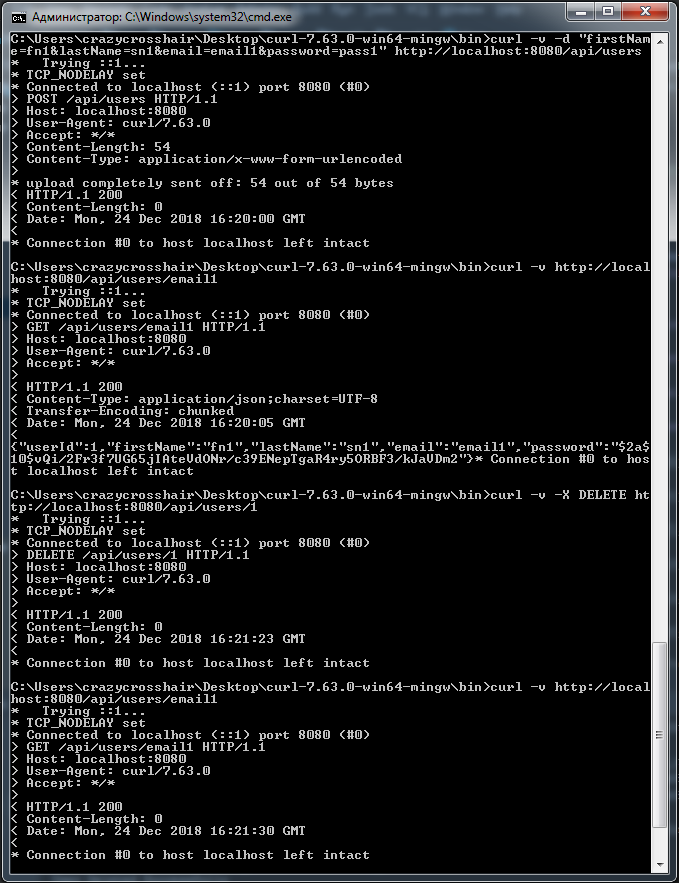 Администратор: C:\Windows\system32\cmd.exe
C:\Users\crazycrosshair\Desktop\curl-7.63.0-win64-mingw\bin>curl -v -d "firstNam
e=fn1&lastName=sn1&email=email1&password=pass1" http://localhost:8080/api/users
*   Trying ::1...
* TCP_NODELAY set
* Connected to localhost (::1) port 8080 (#0)
> POST /api/users HTTP/1.1
> Host: localhost:8080
> User-Agent: curl/7.63.0
> Accept: */*
> Content-Length: 54
> Content-Type: application/x-www-form-urlencoded
>
* upload completely sent off: 54 out of 54 bytes
< HTTP/1.1 200
< Content-Length: 0
< Date: Mon, 24 Dec 2018 16:20:00 GMT
<
* Connection #0 to host localhost left intact
C:\Users\crazycrosshair\Desktop\curl-7.63.0-win64-mingw\bin>curl -v http://local
host:8080/api/users/email1
*   Trying ::1...
* TCP_NODELAY set
* Connected to localhost (::1) port 8080 (#0)
> GET /api/users/email1 HTTP/1.1
> Host: localhost:8080
> User-Agent: curl/7.63.0
> Accept: */*
>
< HTTP/1.1 200
< Content-Type: application/json;charset=UTF-8
< Transfer-Encoding: chunked
< Date: Mon, 24 Dec 2018 16:20:05 GMT
<
{"userId":1,"firstName":"fn1","lastName":"sn1","email":"email1","password":"$2a$
10$vQi/2Fr3f7UG65jIAteVdONr/c39ENepTgaR4ry5ORBF3/kJaVDm2"}* Connection #0 to hos
t localhost left intact
C:\Users\crazycrosshair\Desktop\curl-7.63.0-win64-mingw\bin>curl -v -X DELETE ht
tp://localhost:8080/api/users/1
*   Trying ::1...
* TCP_NODELAY set
* Connected to localhost (::1) port 8080 (#0)
> DELETE /api/users/1 HTTP/1.1
> Host: localhost:8080
> User-Agent: curl/7.63.0
> Accept: */*
>
< HTTP/1.1 200
< Content-Length: 0
< Date: Mon, 24 Dec 2018 16:21:23 GMT
<
* Connection #0 to host localhost left intact
C:\Users\crazycrosshair\Desktop\curl-7.63.0-win64-mingw\bin>curl -v http://local
host:8080/api/users/email1
*   Trying ::1...
* TCP_NODELAY set
* Connected to localhost (::1) port 8080 (#0)
> GET /api/users/email1 HTTP/1.1
> Host: localhost:8080
> User-Agent: curl/7.63.0
> Accept: */*
>
< HTTP/1.1 200
< Content-Length: 0
< Date: Mon, 24 Dec 2018 16:21:30 GMT
<
* Connection #0 to host localhost left intact